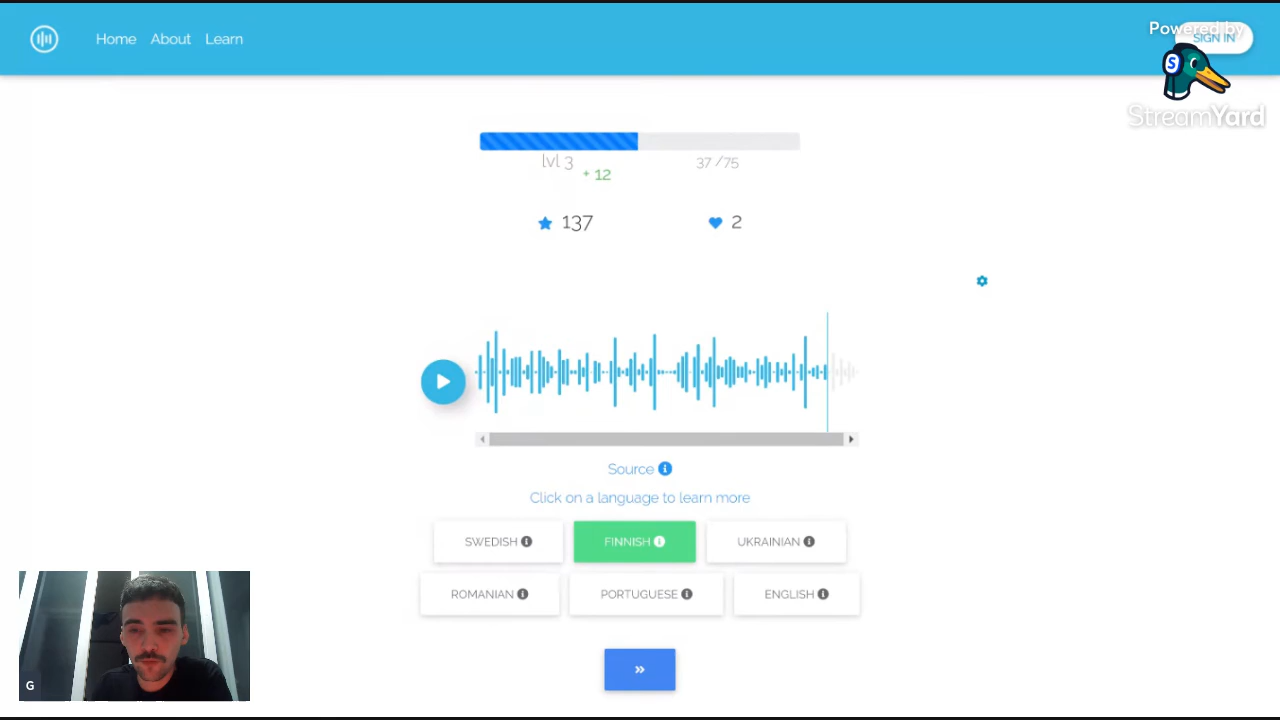 Home About Learn
SIGN IN
Powered by
S
StreamYard
lvl 3
37 /75
+ 12
137
2
Source
Click on a language to learn more
SWEDISH
FINNISH
UKRAINIAN
ROMANIAN
PORTUGUESE
ENGLISH
»
G